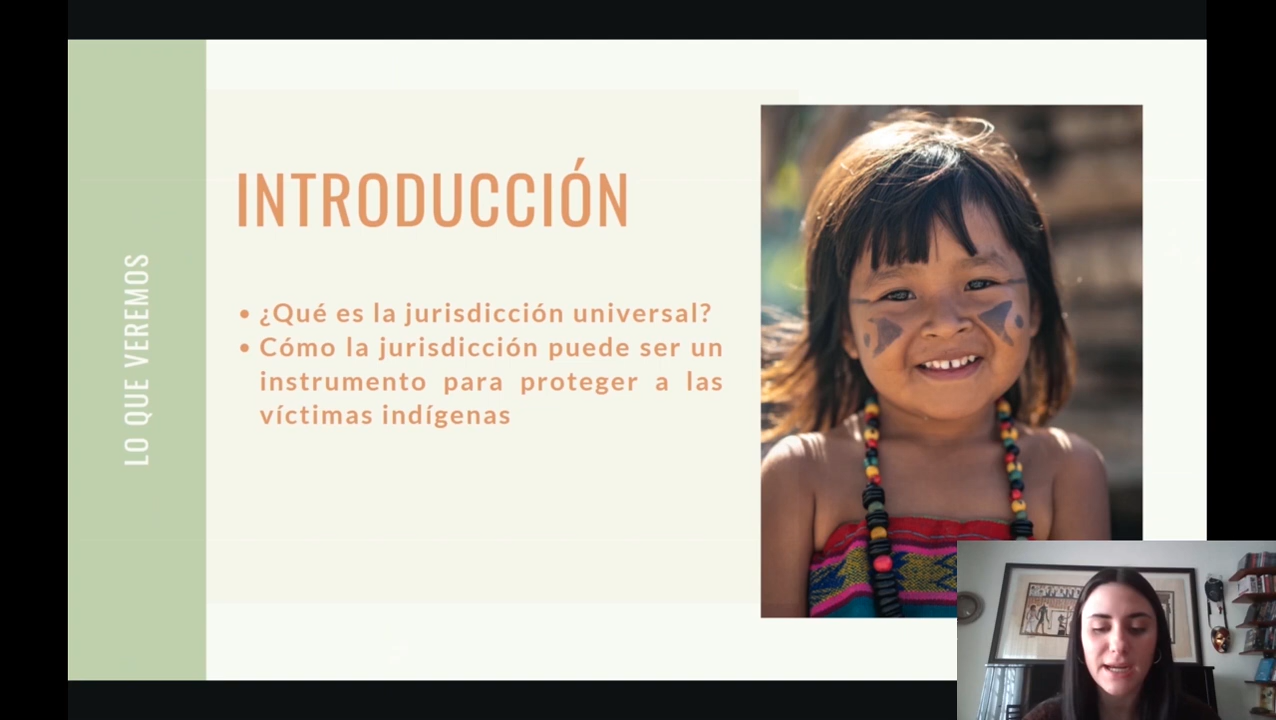 LO QUE VEREMOS
INTRODUCCIÓN
• ¿Qué es la jurisdicción universal?
• Cómo la jurisdicción puede ser un
instrumento para proteger a las
víctimas indígenas